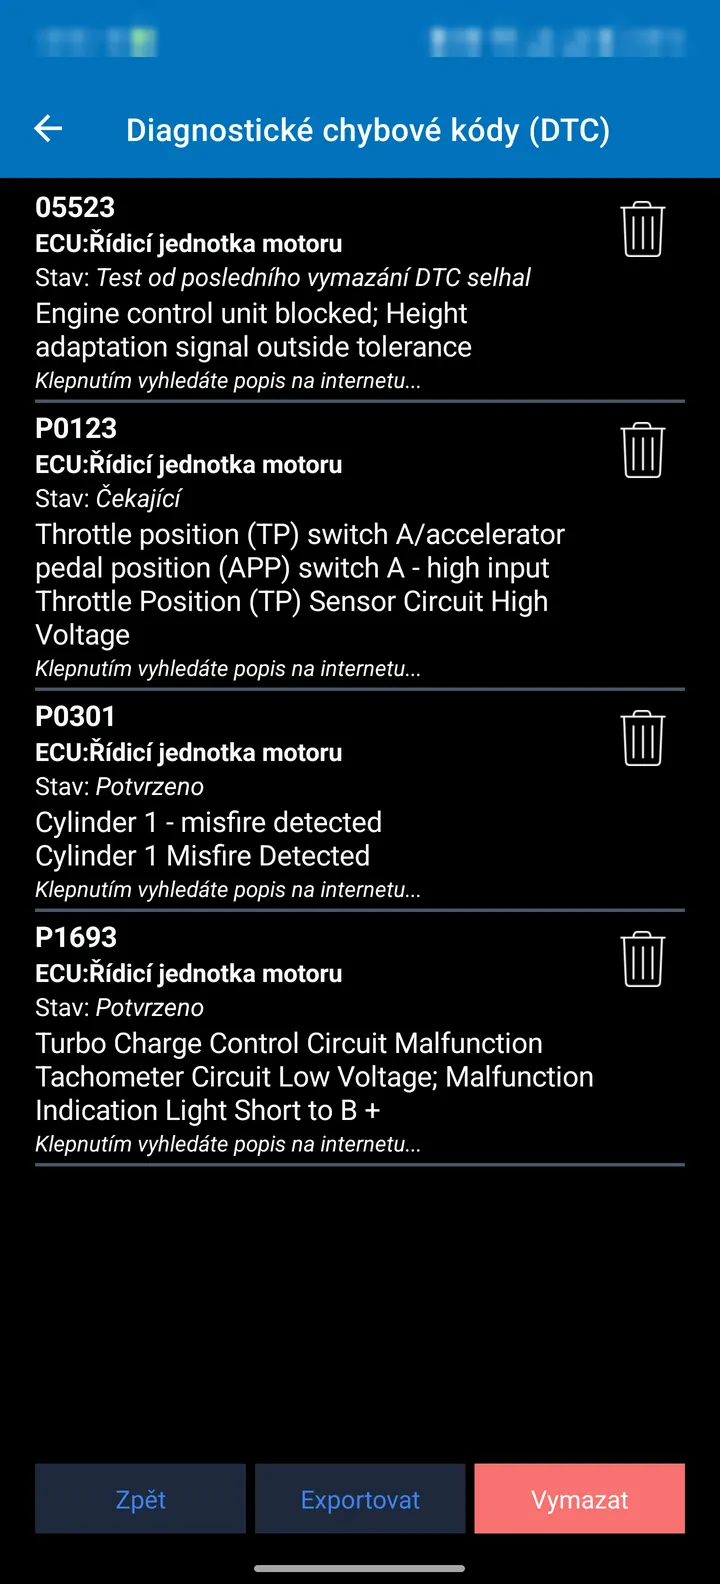 Diagnostické chybové kódy (DTC)
05523
ECU:Řídicí jednotka motoru
Stav: Test od posledního vymazání DTC selhal
Engine control unit blocked; Height
adaptation signal outside tolerance
Klepnutím vyhledáte popis na internetu...
P0123
ECU:Řídicí jednotka motoru
Stav: Čekající
Throttle position (TP) switch A/accelerator
pedal position (APP) switch A - high input
Throttle Position (TP) Sensor Circuit High
Voltage
Klepnutím vyhledáte popis na internetu...
P0301
ECU:Řídicí jednotka motoru
Stav: Potvrzeno
Cylinder 1 - misfire detected
Cylinder 1 Misfire Detected
Klepnutím vyhledáte popis na internetu...
P1693
ECU:Řídicí jednotka motoru
Stav: Potvrzeno
Turbo Charge Control Circuit Malfunction
Tachometer Circuit Low Voltage; Malfunction
Indication Light Short to B +
Klepnutím vyhledáte popis na internetu...
Zpět
Exportovat
Vymazat